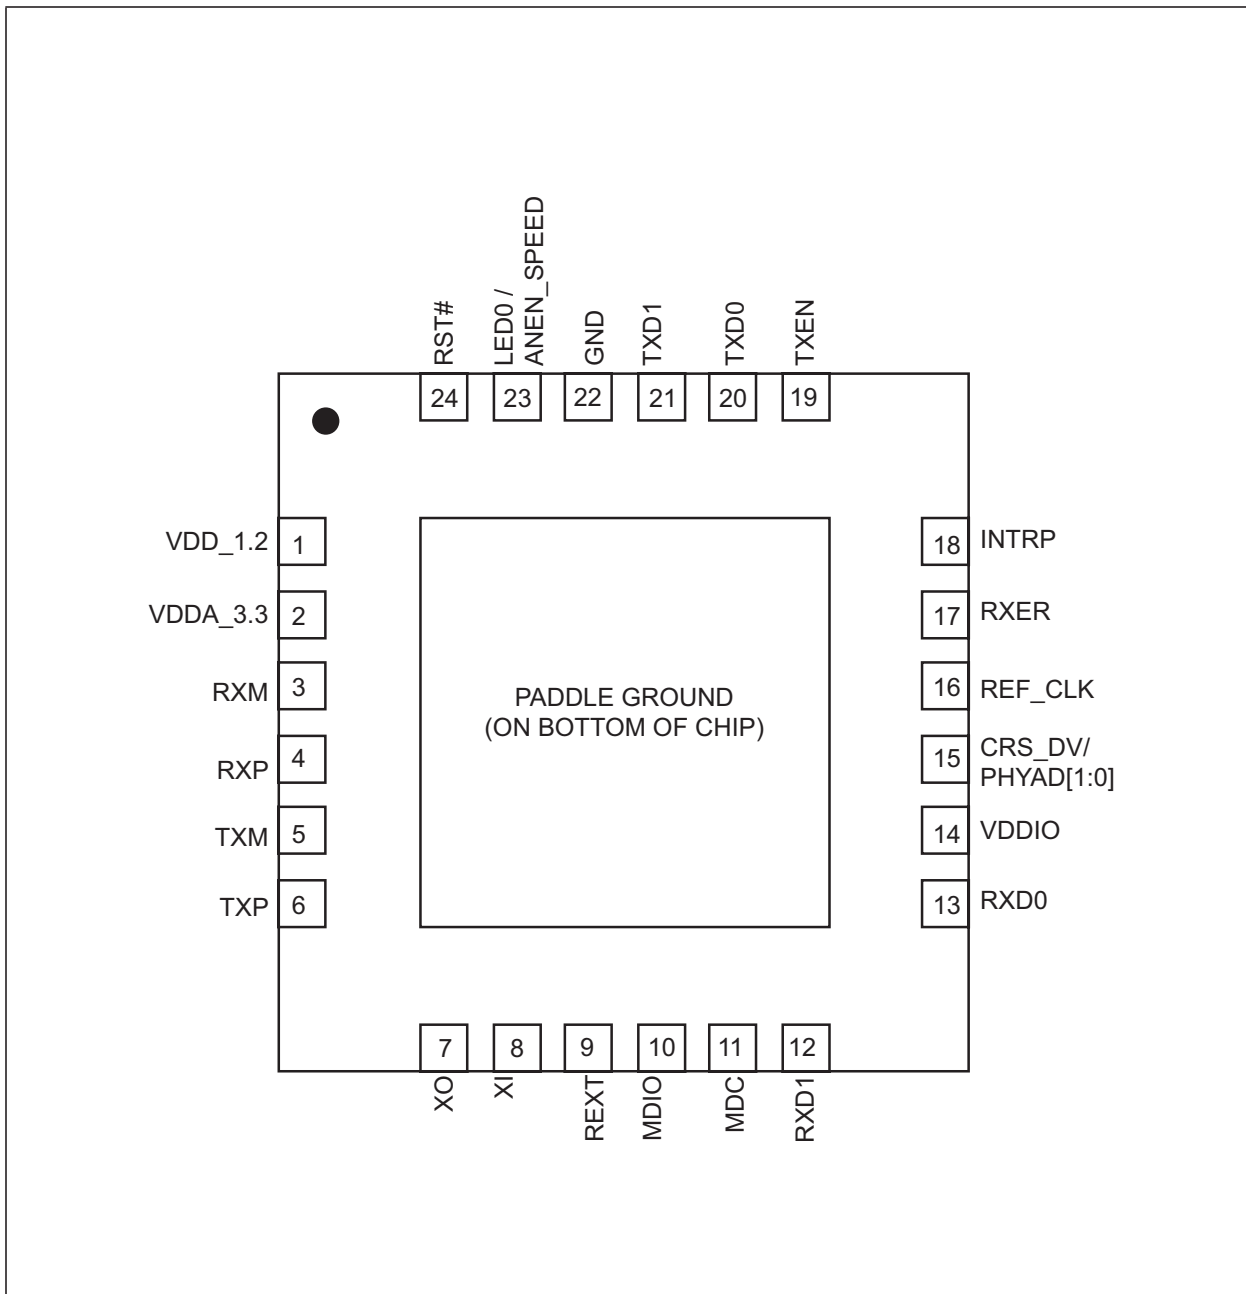 RST#
LED0 /
ANEN_SPEED
GND
TXD1
TXD0
TXEN
24
23
22
21
20
19
VDD_1.2
1
VDDA_3.3
2
RXM
3
RXP
4
TXM
5
TXP
6
PADDLE GROUND
(ON BOTTOM OF CHIP)
18
INTRP
17
RXER
16
REF_CLK
15
CRS_DV/
PHYAD[1:0]
14
VDDIO
13
RXD0
7
8
9
10
11
12
XO
XI
REXT
MDIO
MDC
RXD1